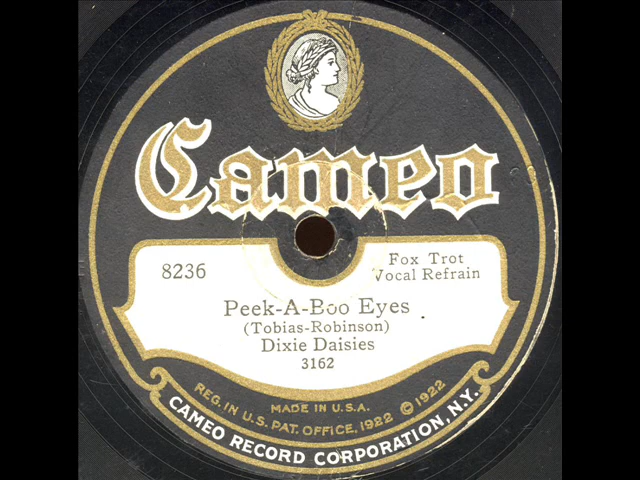 Cameo
8236
Fox Trot
Vocal Refrain
Peek-A-Boo Eyes
(Tobias-Robinson)
Dixie Daisies
3162
MADE IN U.S.A.
REG. IN U.S. PAT. OFFICE, 1922 © 1922
CAMEO RECORD CORPORATION, N.Y.